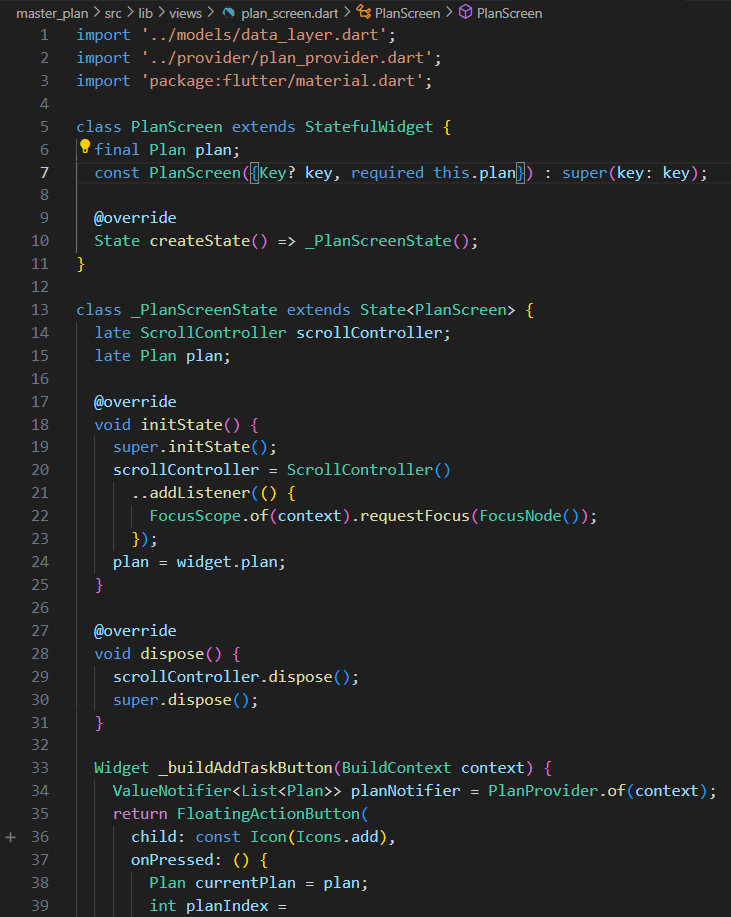 master_plan > src > lib > views > plan_screen.dart > PlanScreen > PlanScreen
1 import '../models/data_layer.dart';
2 import '../provider/plan_provider.dart';
3 import 'package:flutter/material.dart';
4
5 class PlanScreen extends StatefulWidget {
6   final Plan plan;
7   const PlanScreen({Key? key, required this.plan}) : super(key: key);
8
9   @override
10   State createState() => _PlanScreenState();
11 }
12
13 class _PlanScreenState extends State<PlanScreen> {
14   late ScrollController scrollController;
15   late Plan plan;
16
17   @override
18   void initState() {
19     super.initState();
20     scrollController = ScrollController()
21       ..addListener(() {
22         FocusScope.of(context).requestFocus(FocusNode());
23       });
24     plan = widget.plan;
25   }
26
27   @override
28   void dispose() {
29     scrollController.dispose();
30     super.dispose();
31   }
32
33   Widget _buildAddTaskButton(BuildContext context) {
34     ValueNotifier<List<Plan>> planNotifier = PlanProvider.of(context);
35     return FloatingActionButton(
36       child: const Icon(Icons.add),
37       onPressed: () {
38         Plan currentPlan = plan;
39         int planIndex =